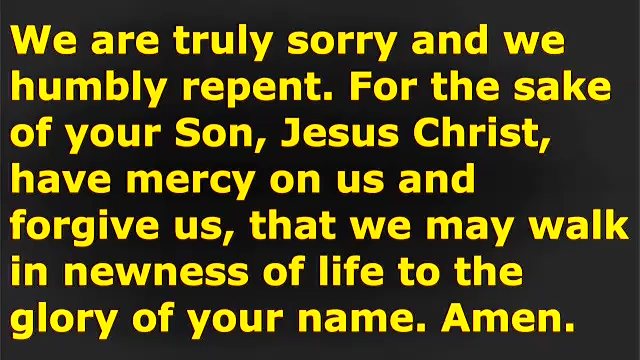 We are truly sorry and we
humbly repent. For the sake
of your Son, Jesus Christ,
have mercy on us and
forgive us, that we may walk
in newness of life to the
glory of your name. Amen.